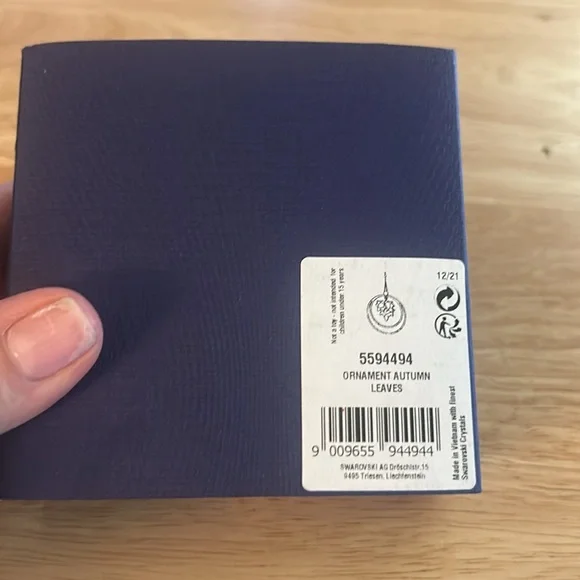 Not a toy - not intended for
children under 15 years
12/21
5594494
ORNAMENT AUTUMN
LEAVES
9 009655 944944
SWAROVSKI AG Dröschistr.15
9495 Triesen, Liechtenstein
Made in Vietnam with finest
Swarovski Crystals